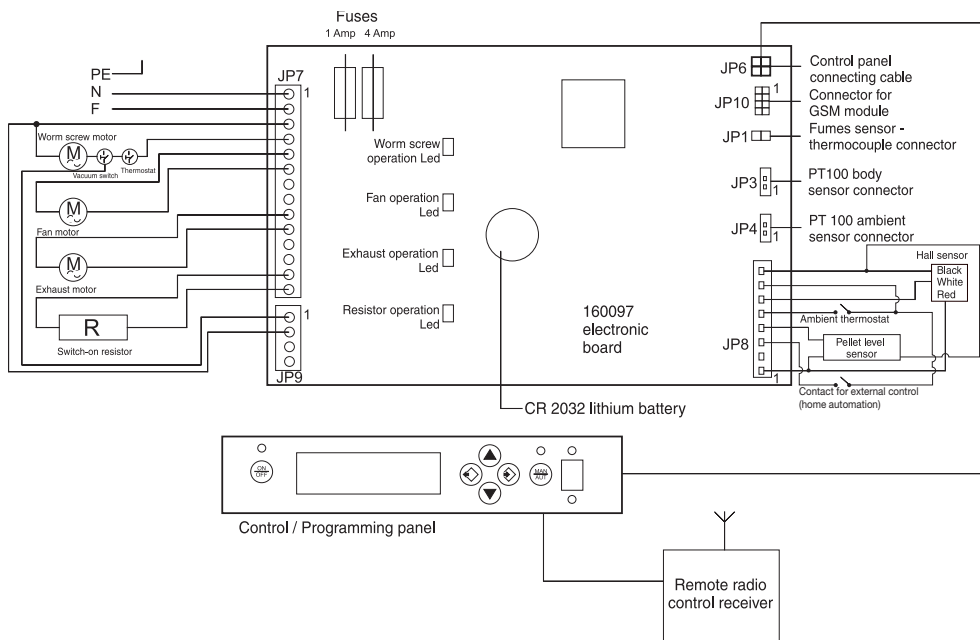 Fuses
1 Amp 4 Amp
PE
N
F
JP7
1
Worm screw motor
M
Vacuum switch
Thermostat
M
Fan motor
M
Exhaust motor
R
Switch-on resistor
1
JP9
Worm screw
operation Led
Fan operation
Led
Exhaust operation
Led
Resistor operation
Led
160097
electronic
board
CR 2032 lithium battery
JP6
Control panel
connecting cable
1
JP10
Connector for
GSM module
JP1
Fumes sensor -
thermocouple connector
JP3
1
PT100 body
sensor connector
JP4
1
PT 100 ambient
sensor connector
Hall sensor
Black
White
Red
Ambient thermostat
JP8
Pellet level
sensor
1
Contact for external control
(home automation)
ON
OFF
MAN
AUT
Control / Programming panel
Remote radio
control receiver